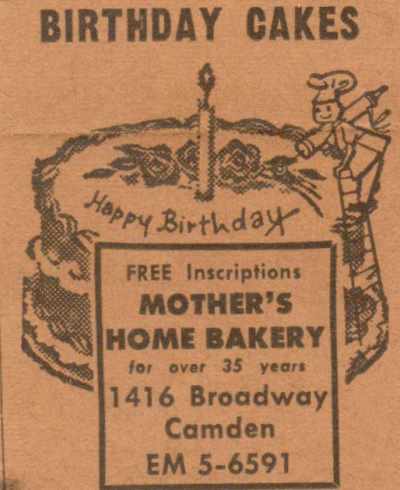 BIRTHDAY CAKES
Happy Birthday
FREE Inscriptions
MOTHER'S
HOME BAKERY
for over 35 years
1416 Broadway
Camden
EM 5-6591